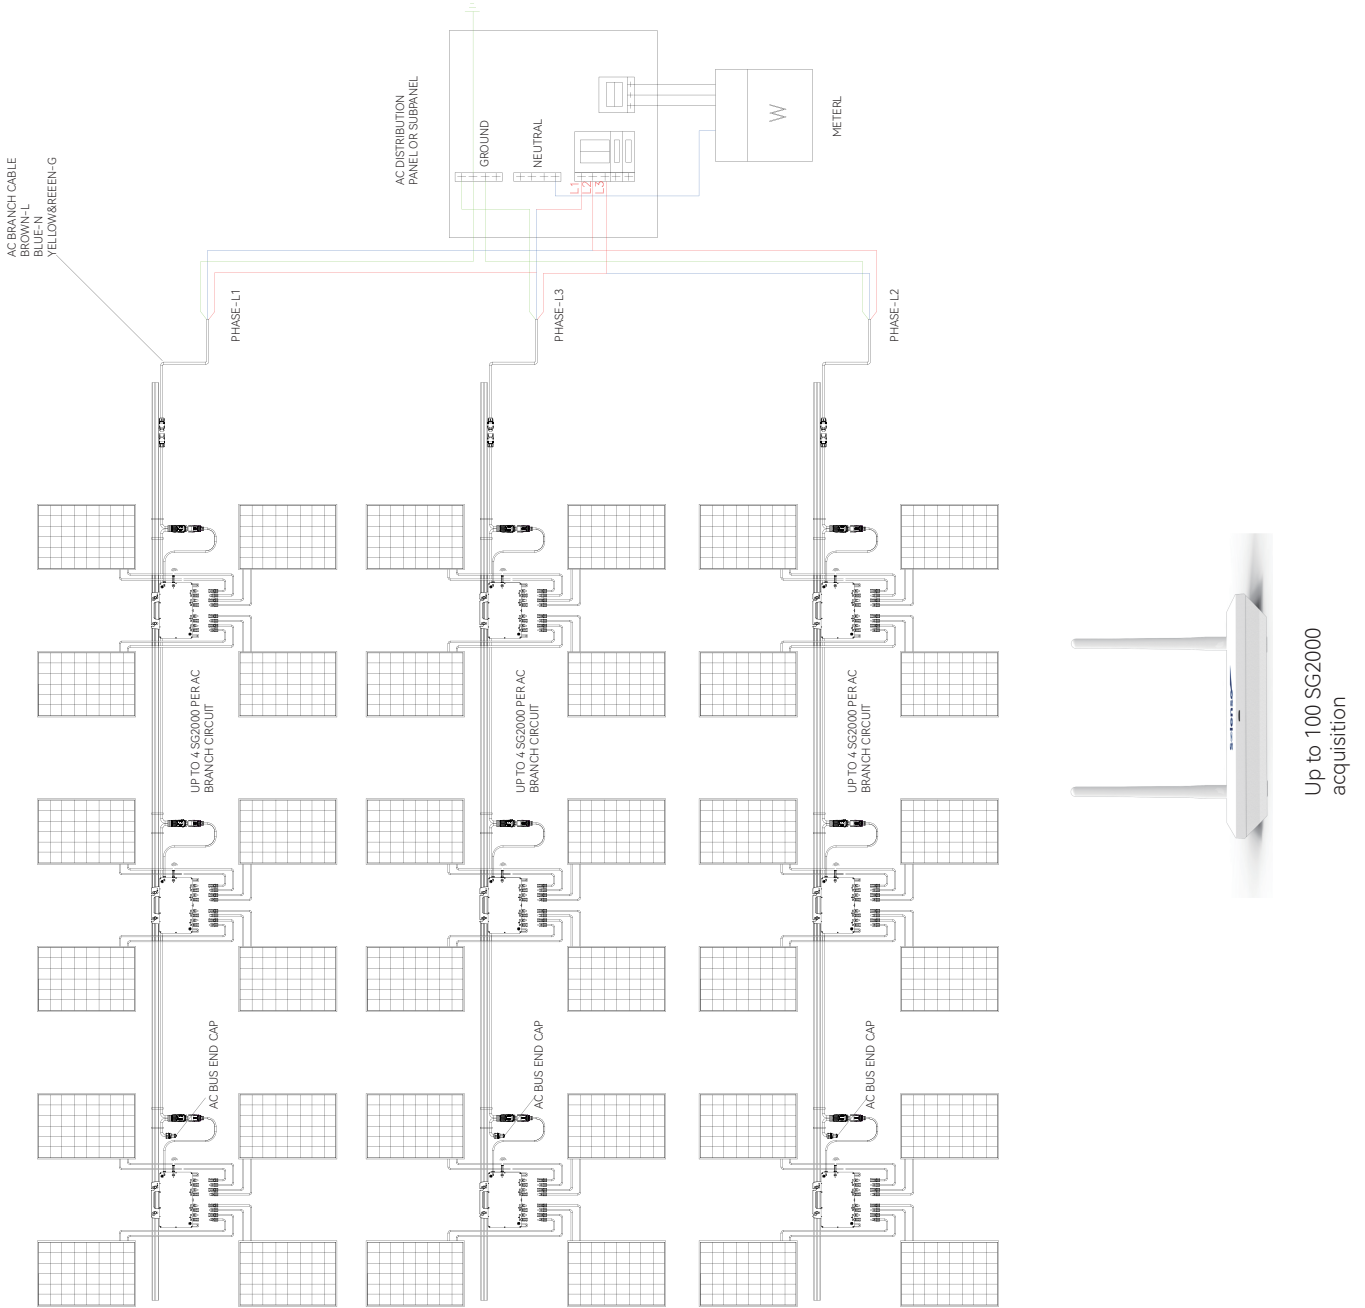 AC BRANCH CABLE
BROWN-L
BLUE-N
YELLOW&REEEN-G
AC DISTRIBUTION
PANEL OR SUBPANEL
GROUND
NEUTRAL
L1
L2
L3
W
METERL
PHASE-L1
PHASE-L3
PHASE-L2
UP TO 4 SG2000 PER AC
BRANCH CIRCUIT
UP TO 4 SG2000 PER AC
BRANCH CIRCUIT
UP TO 4 SG2000 PER AC
BRANCH CIRCUIT
AC BUS END CAP
AC BUS END CAP
AC BUS END CAP
Solenso
Up to 100 SG2000
acquisition